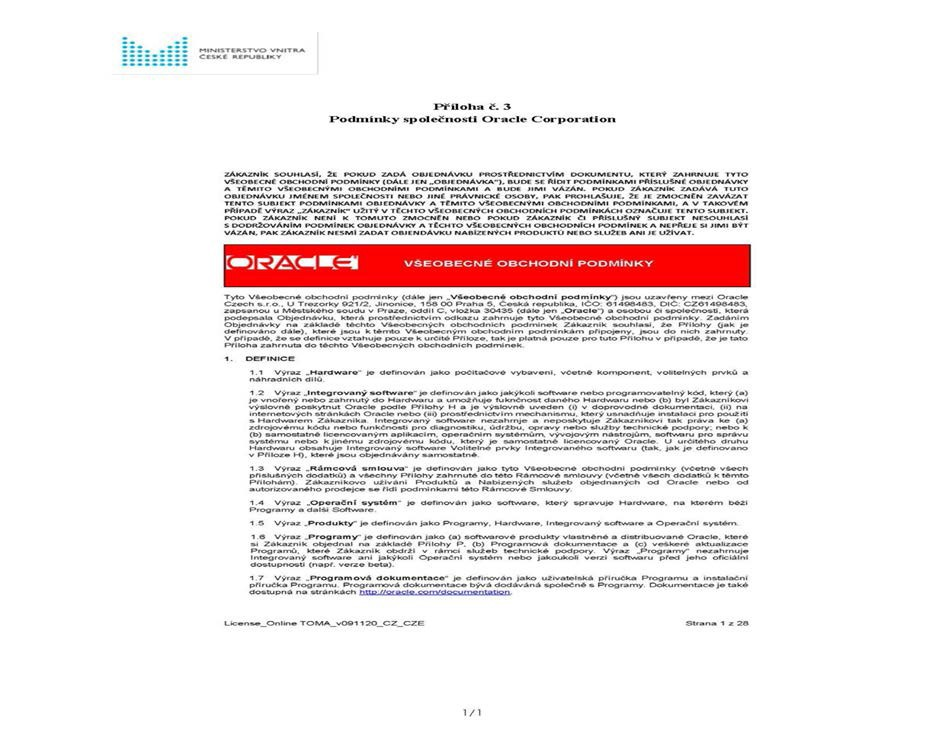 MINISTERSTVO VNITRA
ČESKÉ REPUBLIKY
Příloha č. 3
Podmínky společnosti Oracle Corporation
ZÁKAZNÍK SOUHLASÍ, ŽE POKUD ZADÁ OBJEDNÁVKU PROSTŘEDNICTVÍM DOKUMENTU, KTERÝ ZAHRNUJE TYTO
VŠEOBECNÉ OBCHODNÍ PODMÍNKY (DÁLE JEN „OBJEDNÁVKA“), BUDE SE ŘÍDIT PODMÍNKAMI PŘÍSLUŠNÉ OBJEDNÁVKY
A TĚMITO VŠEOBECNÝMI OBCHODNÍMI PODMÍNKAMI A BUDE JIMI VÁZÁN. POKUD ZÁKAZNÍK ZADÁVÁ TUTO
OBJEDNÁVKU JMÉNEM SPOLEČNOSTI NEBO JINÉ PRÁVNICKÉ OSOBY, PAK PROHLAŠUJE, ŽE JE ZMOCNĚN ZAVÁZAT
TENTO SUBJEKT PODMÍNKAMI OBJEDNÁVKY A TĚMITO VŠEOBECNÝMI OBCHODNÍMI PODMÍNKAMI, A V TAKOVÉM
PŘÍPADĚ VÝRAZ „ZÁKAZNÍK“ UŽITÝ V TĚCHTO VŠEOBECNÝCH OBCHODNÍCH PODMÍNKÁCH OZNAČUJE TENTO SUBJEKT.
POKUD ZÁKAZNÍK NENÍ K TOMUTO ZMOCNĚN NEBO POKUD ZÁKAZNÍK ČI PŘÍSLUŠNÝ SUBJEKT NESOUHLASÍ
S DODRŽOVÁNÍM PODMÍNEK OBJEDNÁVKY A TĚCHTO VŠEOBECNÝCH OBCHODNÍCH PODMÍNEK A NEPŘEJE SI JIMI BÝT
VÁZÁN, PAK ZÁKAZNÍK NESMÍ ZADAT OBJEDNÁVKU NABÍZENÝCH PRODUKTŮ NEBO SLUŽEB ANI JE UŽÍVAT.
ORACLE VŠEOBECNÉ OBCHODNÍ PODMÍNKY
Tyto Všeobecné obchodní podmínky (dále jen „Všeobecné obchodní podmínky“) jsou uzavřeny mezi Oracle
Czech s.r.o., U Trezorky 921/2, Jinonice, 158 00 Praha 5, Česká republika, IČO: 61498483, DIČ: CZ61498483,
zapsanou u Městského soudu v Praze, oddíl C, vložka 30435 (dále jen „Oracle“) a osobou či společností, která
podepsala Objednávku, která prostřednictvím odkazu zahrnuje tyto Všeobecné obchodní podmínky. Zadáním
Objednávky na základě těchto Všeobecných obchodních podmínek Zákazník souhlasí, že Přílohy (jak je
definováno dále), které jsou k těmto Všeobecným obchodním podmínkám připojeny, jsou do nich zahrnuty.
V případě, že se definice vztahuje pouze k určité Příloze, tak je platná pouze pro tuto Přílohu v případě, že je tato
Příloha zahrnuta do těchto Všeobecných obchodních podmínek.
1. DEFINICE
1.1 Výraz „Hardware“ je definován jako počítačové vybavení, včetně komponent, volitelných prvků a
náhradních dílů.
1.2 Výraz „Integrovaný software“ je definován jako jakýkoli software nebo programovatelný kód, který (a)
je vnořený nebo zahrnutý do Hardwaru a umožňuje fuknčnost daného Hardwaru nebo (b) byl Zákazníkovi
výslovně poskytnut Oracle podle Přílohy H a je výslovně uveden (i) v doprovodné dokumentaci, (ii) na
internetových stránkách Oracle nebo (iii) prostřednictvím mechanismu, který usnadňuje instalaci pro použití
s Hardwarem Zákazníka. Integrovaný software nezahrnuje a neposkytuje Zákazníkovi tak práva ke (a)
zdrojovému kódu nebo funkčnosti pro diagnostiku, údržbu, opravy nebo služby technické podpory; nebo k
(b) samostatně licencovaným aplikacím, operačním systémům, vývojovým nástrojům, softwaru pro správu
systému nebo k jinému zdrojovému kódu, který je samostatně licencovaný Oracle. U určitého druhu
Hardwaru obsahuje Integrovaný software Volitelné prvky Integrovaného softwaru (tak, jak je definováno
v Příloze H), které jsou objednávány samostatně.
1.3 Výraz „Rámcová smlouva“ je definován jako tyto Všeobecné obchodní podmínky (včetně všech
příslušných dodatků) a všechny Přílohy zahrnuté do této Rámcové smlouvy (včetně všech dodatků k těmto
Přílohám). Zákazníkovo užívání Produktů a Nabízených služeb objednaných od Oracle nebo od
autorizovaného prodejce se řídí podmínkami této Rámcové Smlouvy.
1.4 Výraz „Operační systém“ je definován jako software, který spravuje Hardware, na kterém běží
Programy a další Software.
1.5 Výraz „Produkty“ je definován jako Programy, Hardware, Integrovaný software a Operační systém.
1.6 Výraz „Programy“ je definován jako (a) softwarové produkty vlastněné a distribuované Oracle, které
si Zákazník objednal na základě Přílohy P, (b) Programová dokumentace a (c) veškeré aktualizace
Programů, které Zákazník obdrží v rámci služeb technické podpory. Výraz „Programy“ nezahrnuje
Integrovaný software ani jakýkoli Operační systém nebo jakoukoli verzi softwaru před jeho oficiální
dostupností (např. verze beta).
1.7 Výraz „Programová dokumentace“ je definován jako uživatelská příručka Programu a instalační
příručka Programu. Programová dokumentace bývá dodávána společně s Programy. Dokumentace je také
dostupná na stránkách http://oracle.com/documentation.
License_Online TOMA_v091120_CZ_CZE Strana 1 z 28
1/1